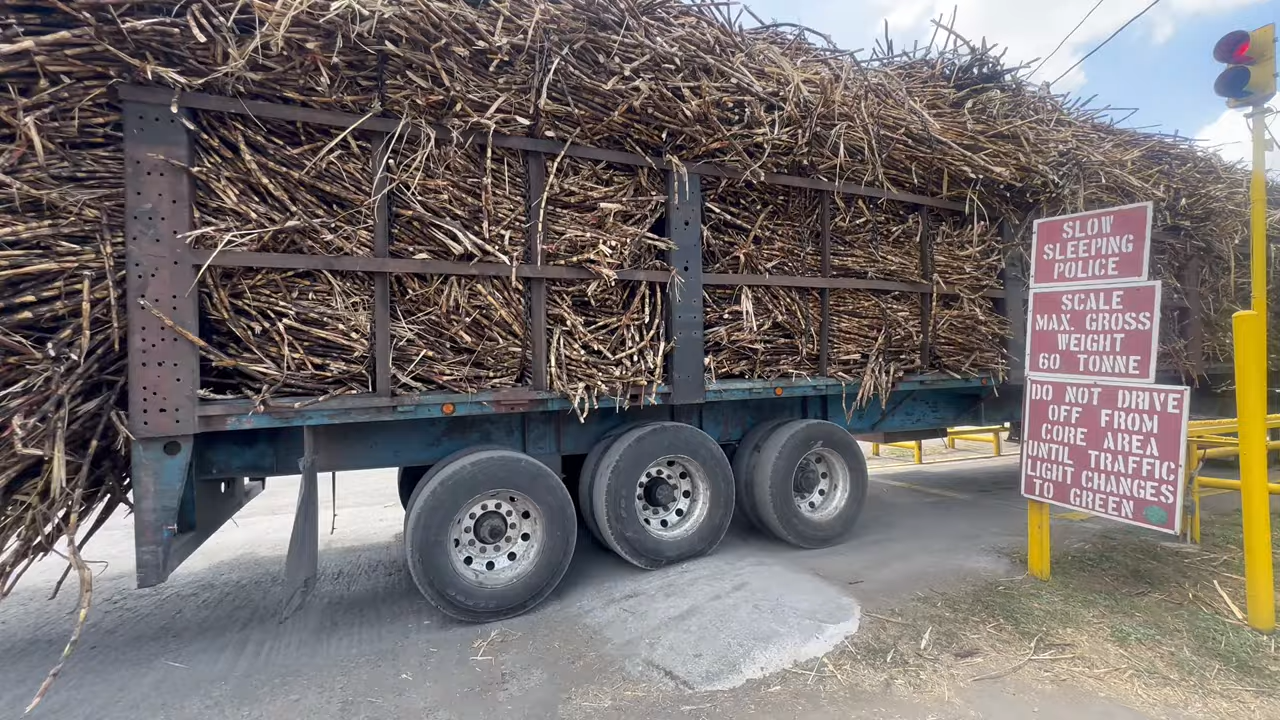 SLOW
SLEEPING
POLICE
SCALE
MAX. GROSS
WEIGHT
60 TONNE
DO NOT DRIVE
OFF FROM
CORE AREA
UNTIL TRAFFIC
LIGHT CHANGES
TO GREEN